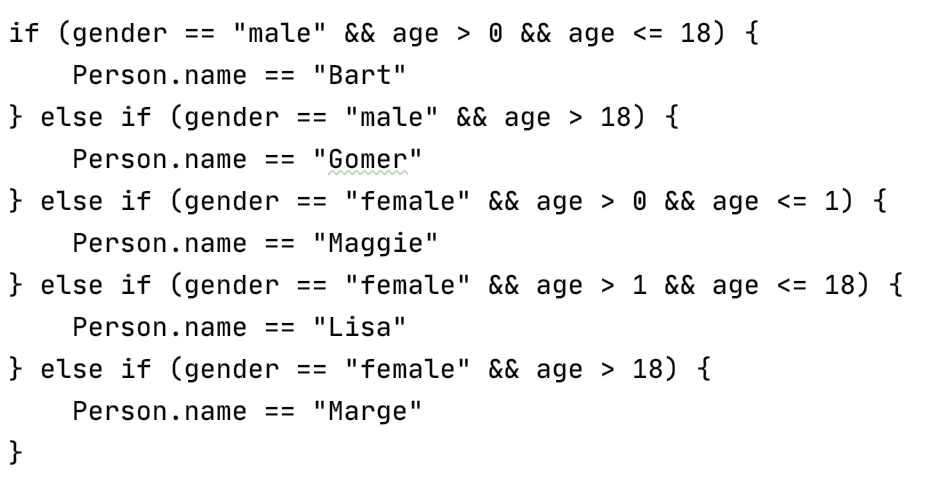 if (gender == "male" && age > 0 && age <= 18) {
    Person.name == "Bart"
} else if (gender == "male" && age > 18) {
    Person.name == "Gomer"
} else if (gender == "female" && age > 0 && age <= 1) {
    Person.name == "Maggie"
} else if (gender == "female" && age > 1 && age <= 18) {
    Person.name == "Lisa"
} else if (gender == "female" && age > 18) {
    Person.name == "Marge"
}